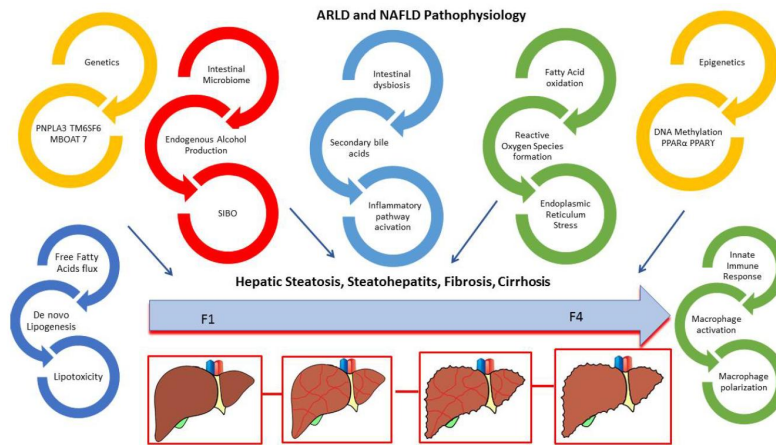 ARLD and NAFLD Pathophysiology
Genetics
PNPLA3 TM6SF6
MBOAT 7
Intestinal
Microbiome
Endogenous Alcohol
Production
SIBO
Intestinal
dysbiosis
Secondary bile
acids
Inflammatory
pathway
acivation
Fatty Acid
oxidation
Reactive
Oxygen Species
formation
Endoplasmic
Reticulum
Stress
Epigenetics
DNA Methylation
PPARα PPARY
Free Fatty
Acids flux
De novo
Lipogenesis
Lipotoxicity
Hepatic Steatosis, Steatohepatits, Fibrosis, Cirrhosis
F1
F4
Innate
Immune
Response
Macrophage
activation
Macrophage
polarization